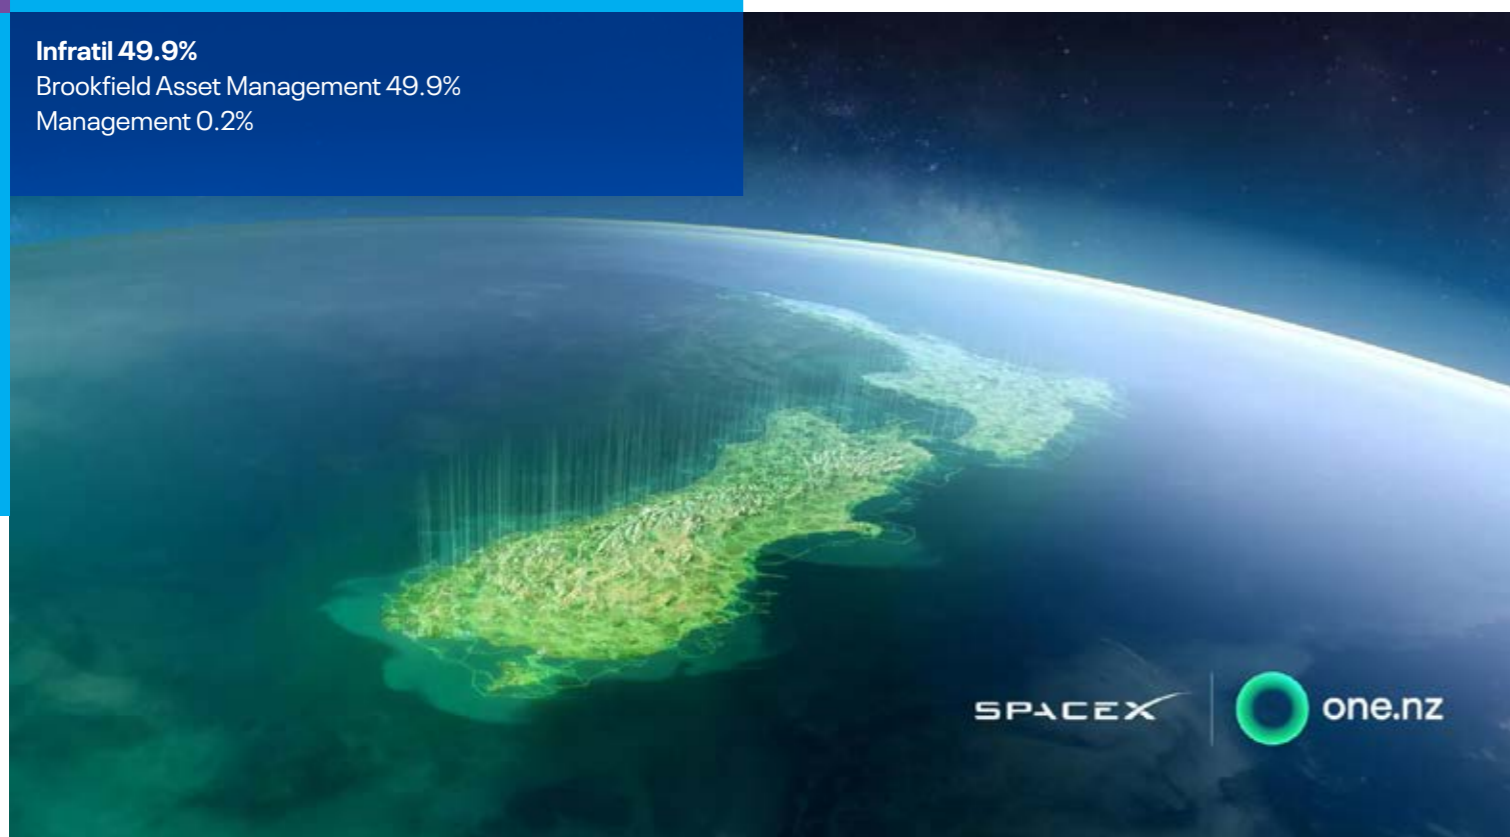 Infratil 49.9%
Brookfield Asset Management 49.9%
Management 0.2%
SPACEX
one.nz